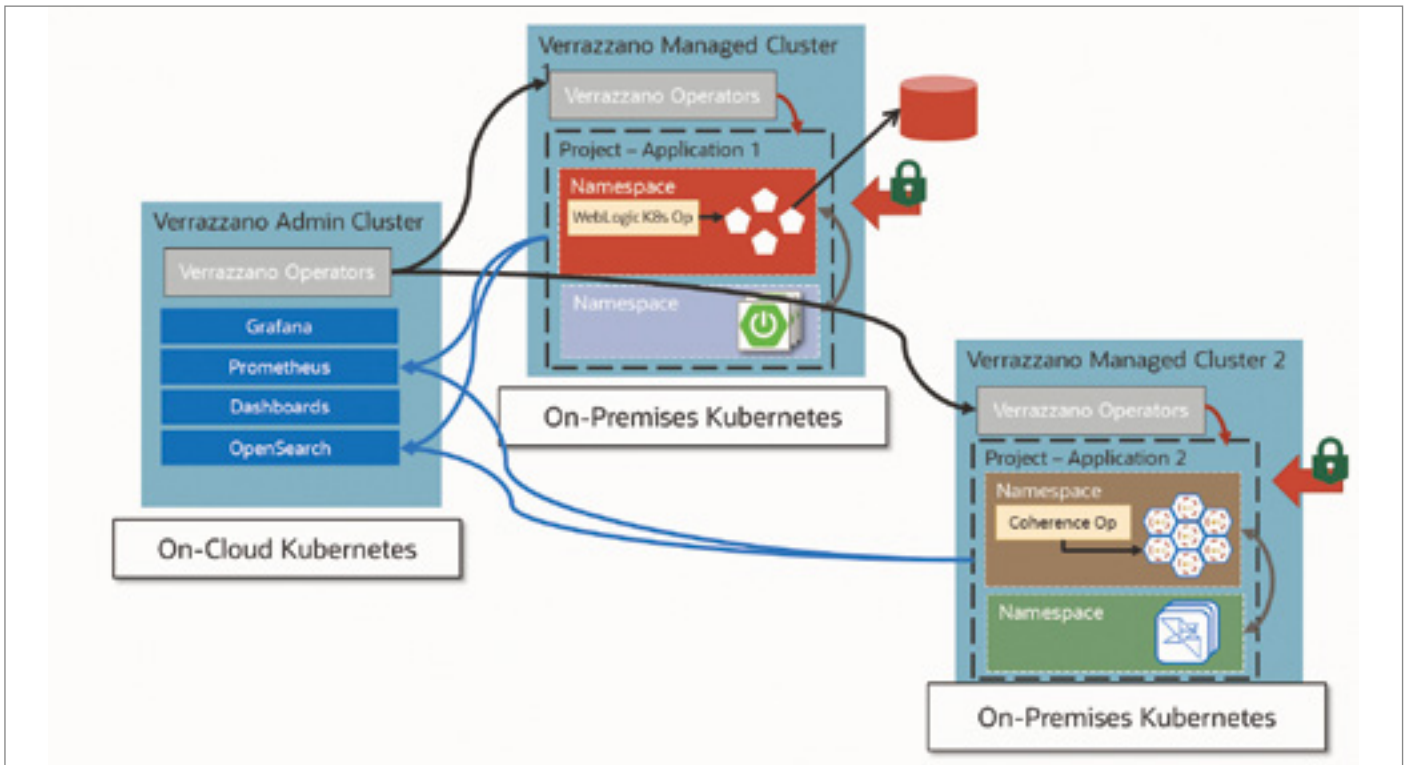 Verrazzano Managed Cluster
1
Verrazzano Operators
Project – Application 1
Namespace
WebLogic K8s Op
Namespace
On-Premises Kubernetes
Verrazzano Admin Cluster
Verrazzano Operators
Grafana
Prometheus
Dashboards
OpenSearch
On-Cloud Kubernetes
Verrazzano Managed Cluster 2
Verrazzano Operators
Project – Application 2
Namespace
Coherence Op
Namespace
On-Premises Kubernetes